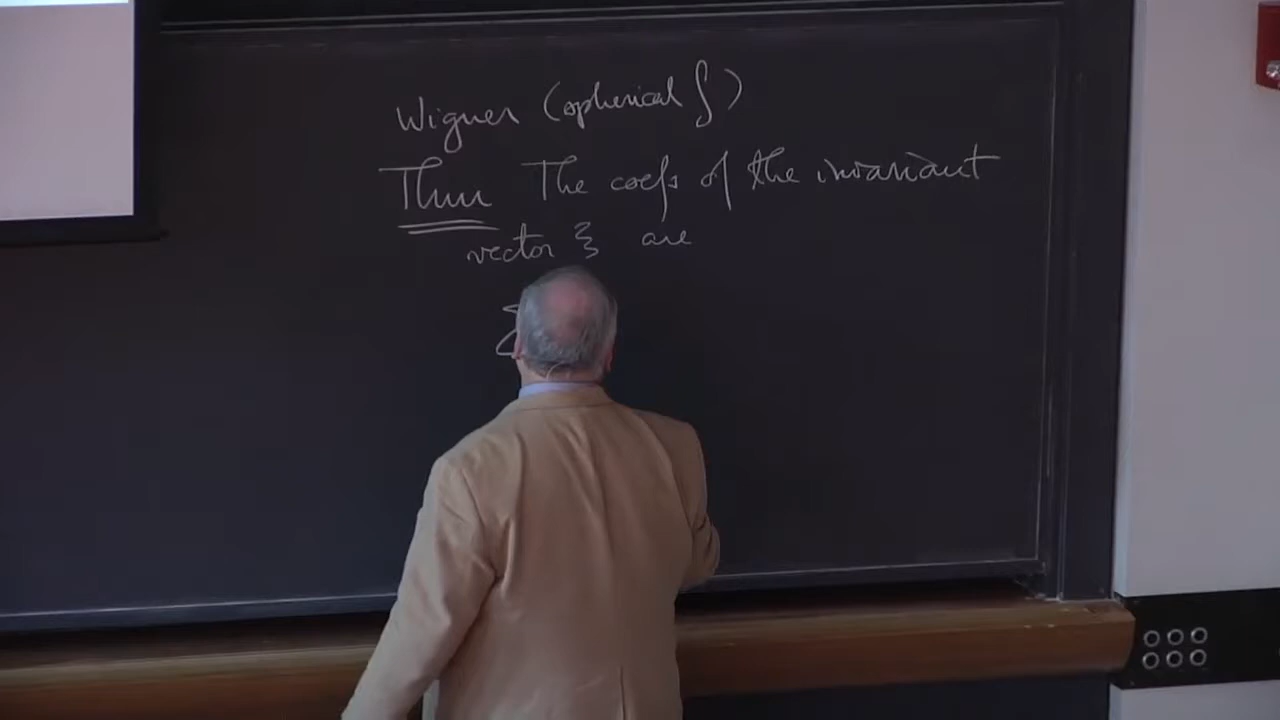 Wigner (spherical ∫)
Thm The coefs of the invariant
vector ξ are